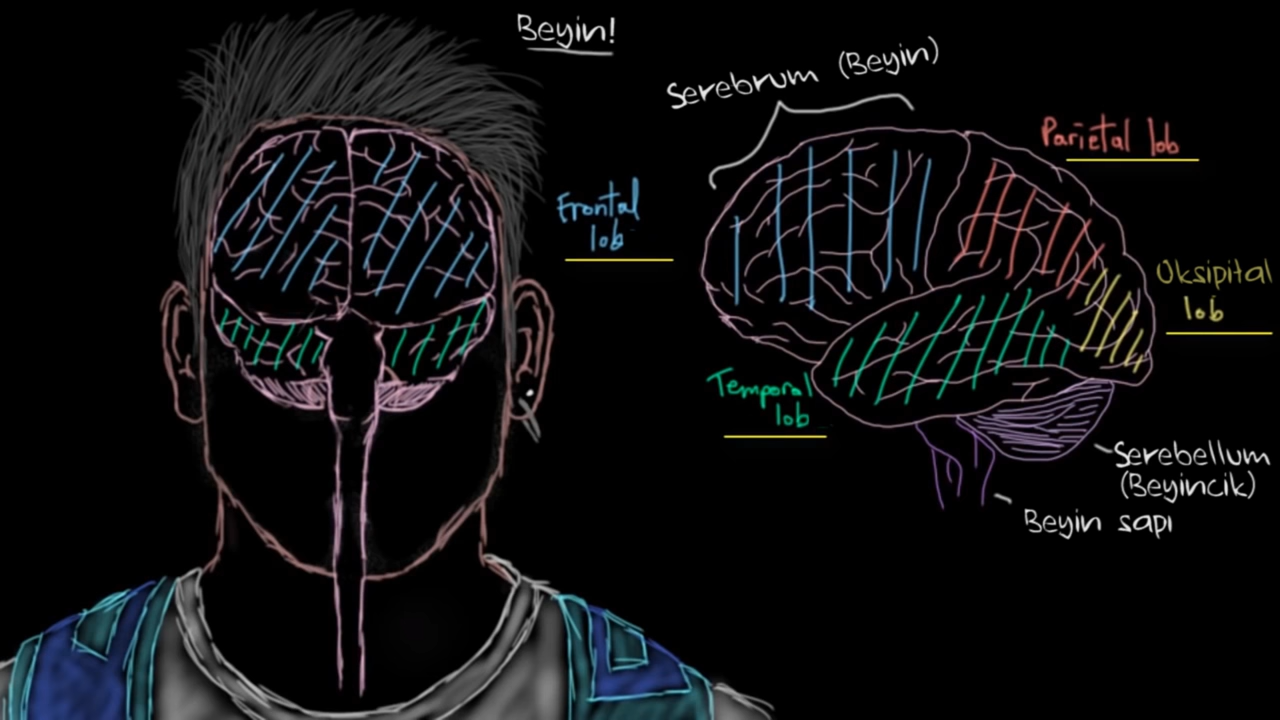 Beyin!
Serebrum (Beyin)
Parietal lob
Frontal
lob
Oksipital
lob
Temporal
lob
Serebellum
(Beyincik)
Beyin sapı